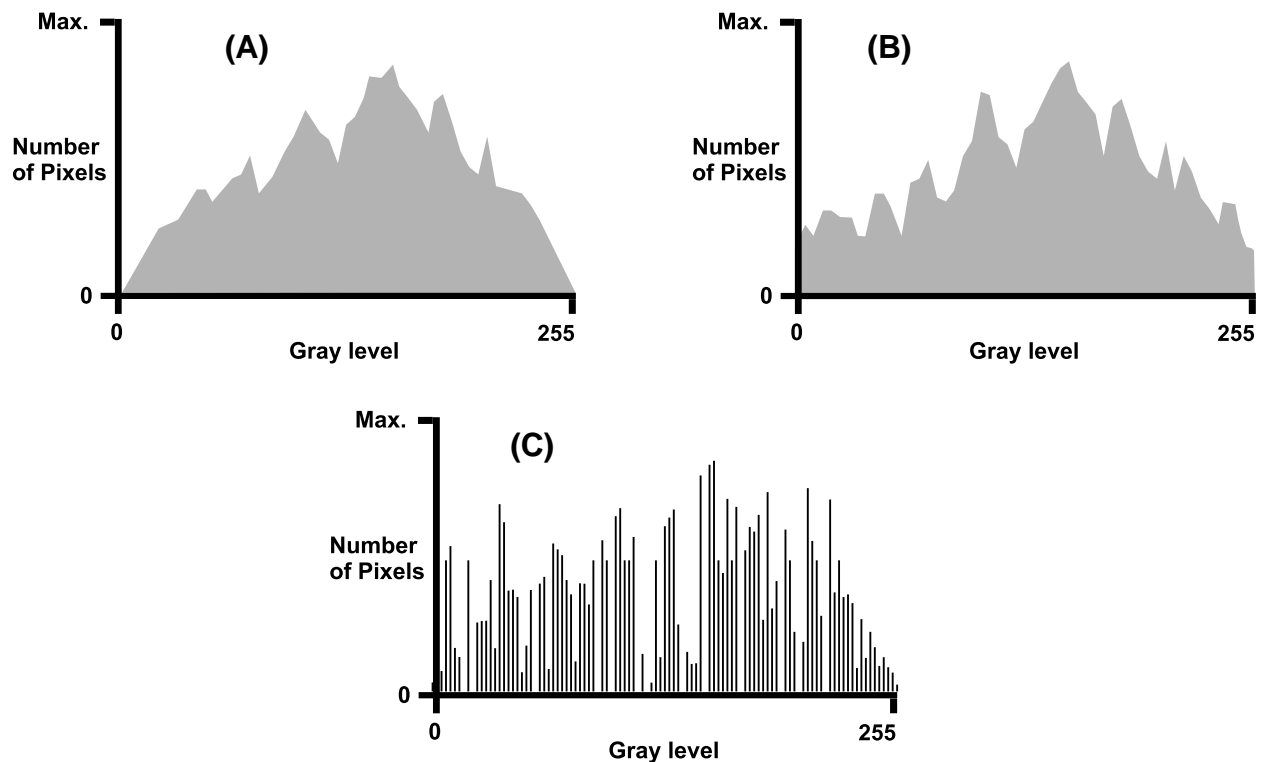 Max.
(A)
Number
of Pixels
0
0
255
Gray level
Max.
(B)
Number
of Pixels
0
0
255
Gray level
Max.
(C)
Number
of Pixels
0
0
255
Gray level